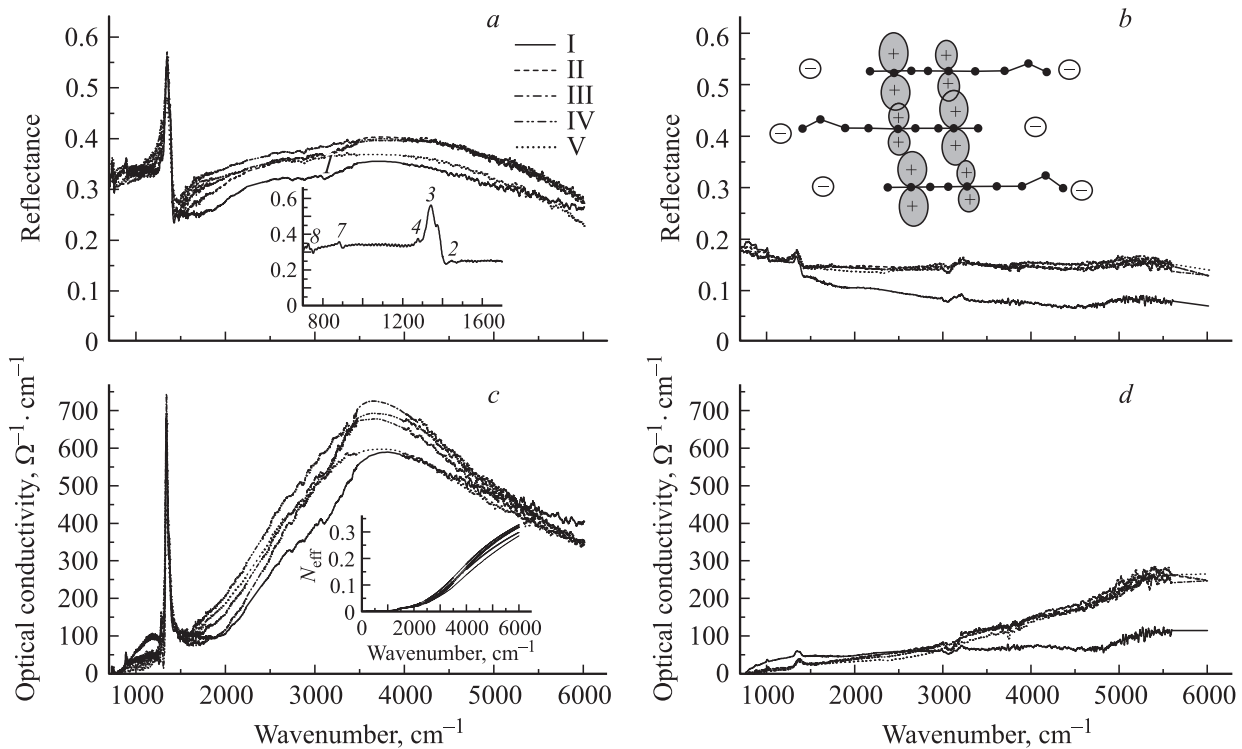 a
I
II
III
IV
V
Reflectance
0.6
0.5
0.4
0.3
0.2
0.1
0
1
0.6
0.4
0.2
0
8
7
4
3
2
800 1200 1600
b
Reflectance
0.6
0.5
0.4
0.3
0.2
0.1
0
− + + −
+ +
− + + −
+ +
− + + −
+ +
c
Optical conductivity, Ω⁻¹ · cm⁻¹
700
600
500
400
300
200
100
0
1000 2000 3000 4000 5000 6000
Wavenumber, cm⁻¹
N_eff
0.3
0.2
0.1
0
0 2000 4000 6000
Wavenumber, cm⁻¹
d
Optical conductivity, Ω⁻¹ · cm⁻¹
700
600
500
400
300
200
100
0
1000 2000 3000 4000 5000 6000
Wavenumber, cm⁻¹